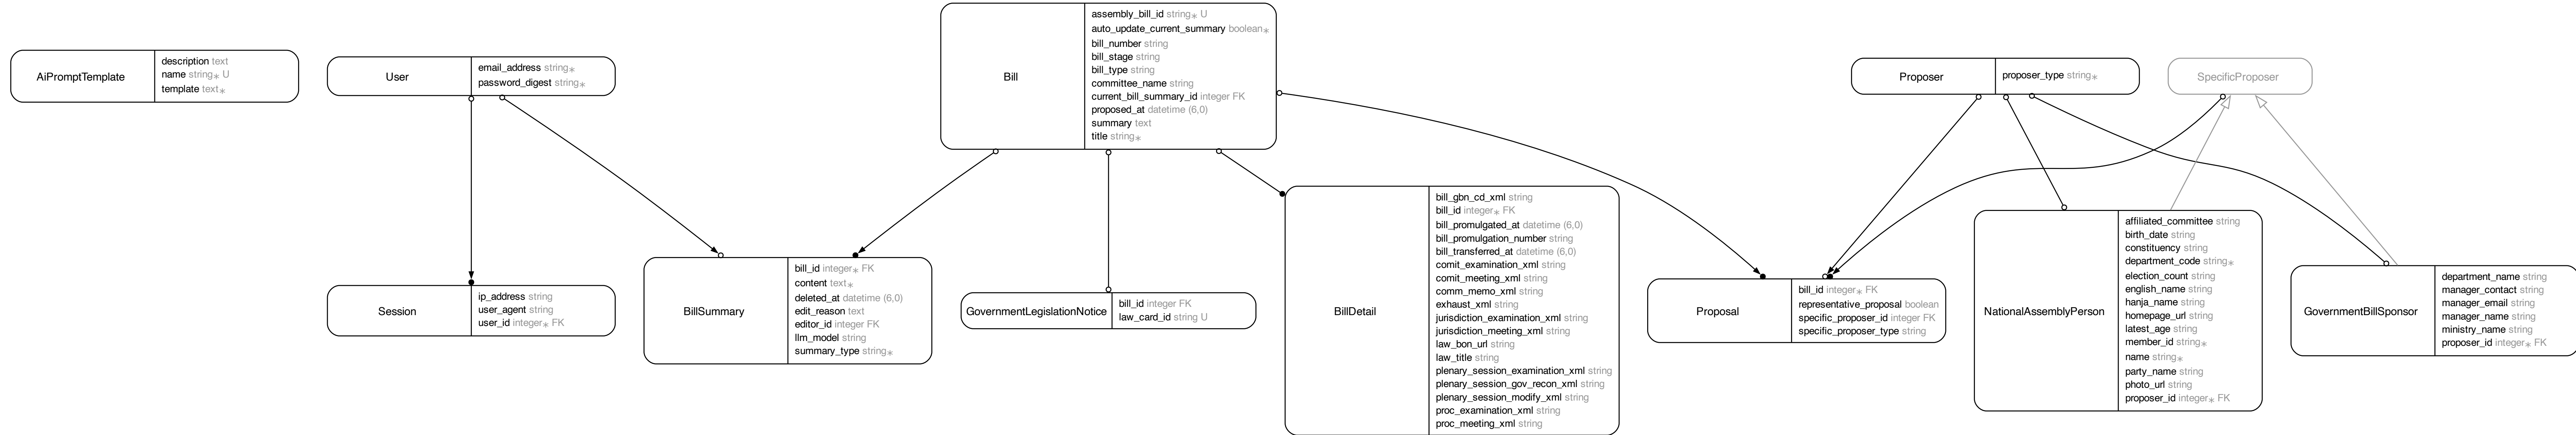 AiPromptTemplate
description text
name string* U
template text*
User
email_address string*
password_digest string*
Bill
assembly_bill_id string* U
auto_update_current_summary boolean*
bill_number string
bill_stage string
bill_type string
committee_name string
current_bill_summary_id integer FK
proposed_at datetime (6,0)
summary text
title string*
Proposer
proposer_type string*
SpecificProposer
Session
ip_address string
user_agent string
user_id integer* FK
BillSummary
bill_id integer* FK
content text*
deleted_at datetime (6,0)
edit_reason text
editor_id integer FK
llm_model string
summary_type string*
GovernmentLegislationNotice
bill_id integer FK
law_card_id string U
BillDetail
bill_gbn_cd_xml string
bill_id integer* FK
bill_promulgated_at datetime (6,0)
bill_promulgation_number string
bill_transferred_at datetime (6,0)
comit_examination_xml string
comit_meeting_xml string
comm_memo_xml string
exhaust_xml string
jurisdiction_examination_xml string
jurisdiction_meeting_xml string
law_bon_url string
law_title string
plenary_session_examination_xml string
plenary_session_gov_recon_xml string
plenary_session_modify_xml string
proc_examination_xml string
proc_meeting_xml string
Proposal
bill_id integer* FK
representative_proposal boolean
specific_proposer_id integer FK
specific_proposer_type string
NationalAssemblyPerson
affiliated_committee string
birth_date string
constituency string
department_code string*
election_count string
english_name string
hanja_name string
homepage_url string
latest_age string
member_id string*
name string*
party_name string
photo_url string
proposer_id integer* FK
GovernmentBillSponsor
department_name string
manager_contact string
manager_email string
manager_name string
ministry_name string
proposer_id integer* FK